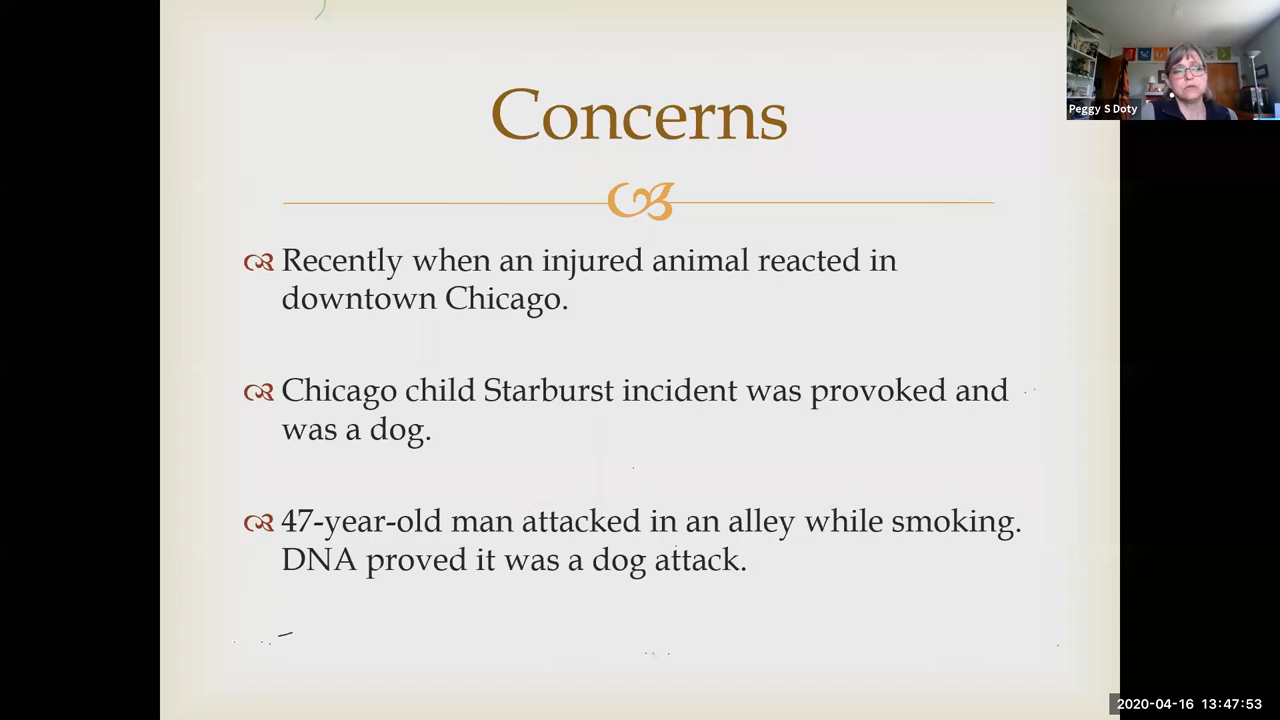 Concerns
Recently when an injured animal reacted in
downtown Chicago.
Chicago child Starburst incident was provoked and
was a dog.
47-year-old man attacked in an alley while smoking.
DNA proved it was a dog attack.
Peggy S Doty
2020-04-16 13:47:53